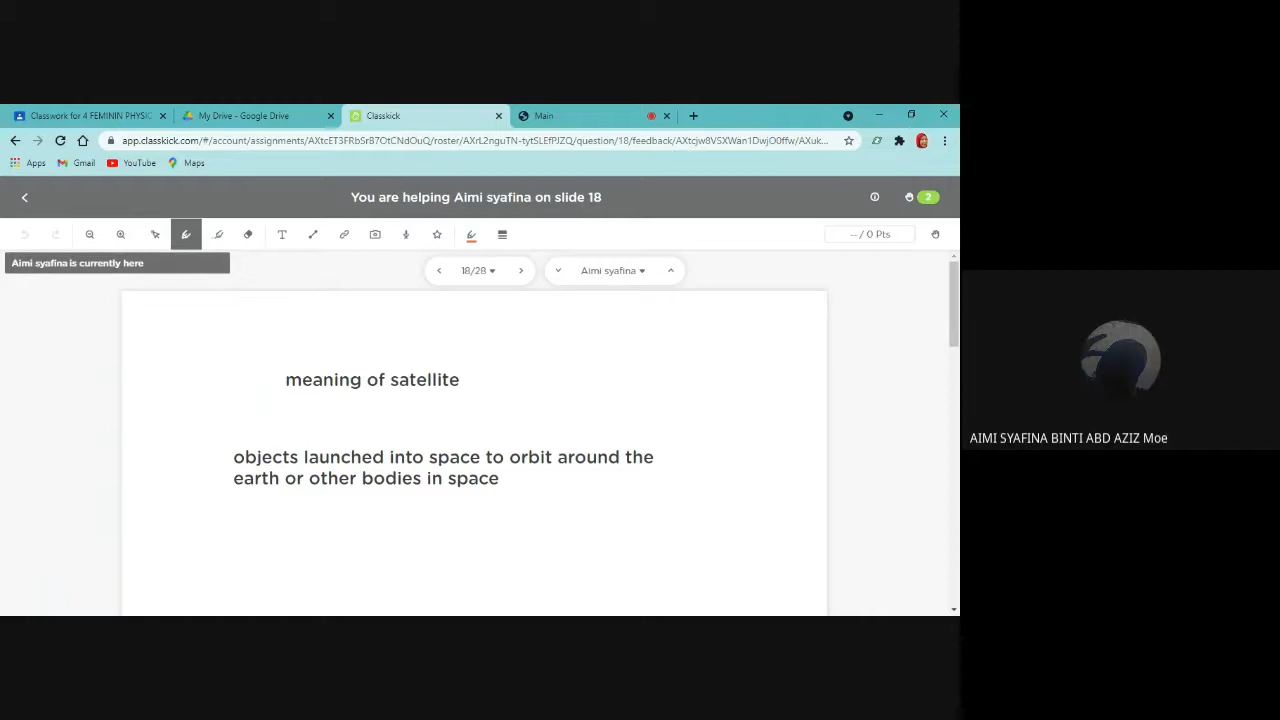 Classwork for 4 FEMININ PHYSIC
My Drive - Google Drive
Classkick
Main
app.classkick.com/#/account/assignments/AXtcET3FRbSrB7OtCNdOuQ/roster/AXrL2nguTN-tytSLEfPJZQ/question/18/feedback/AXtcjw8VSXWan1DwjO0ffw/AXuk...
Apps
Gmail
YouTube
Maps
You are helping Aimi syafina on slide 18
2
-- / 0 Pts
Aimi syafina is currently here
18/28
Aimi syafina
meaning of satellite
objects launched into space to orbit around the
earth or other bodies in space
AIMI SYAFINA BINTI ABD AZIZ Moe